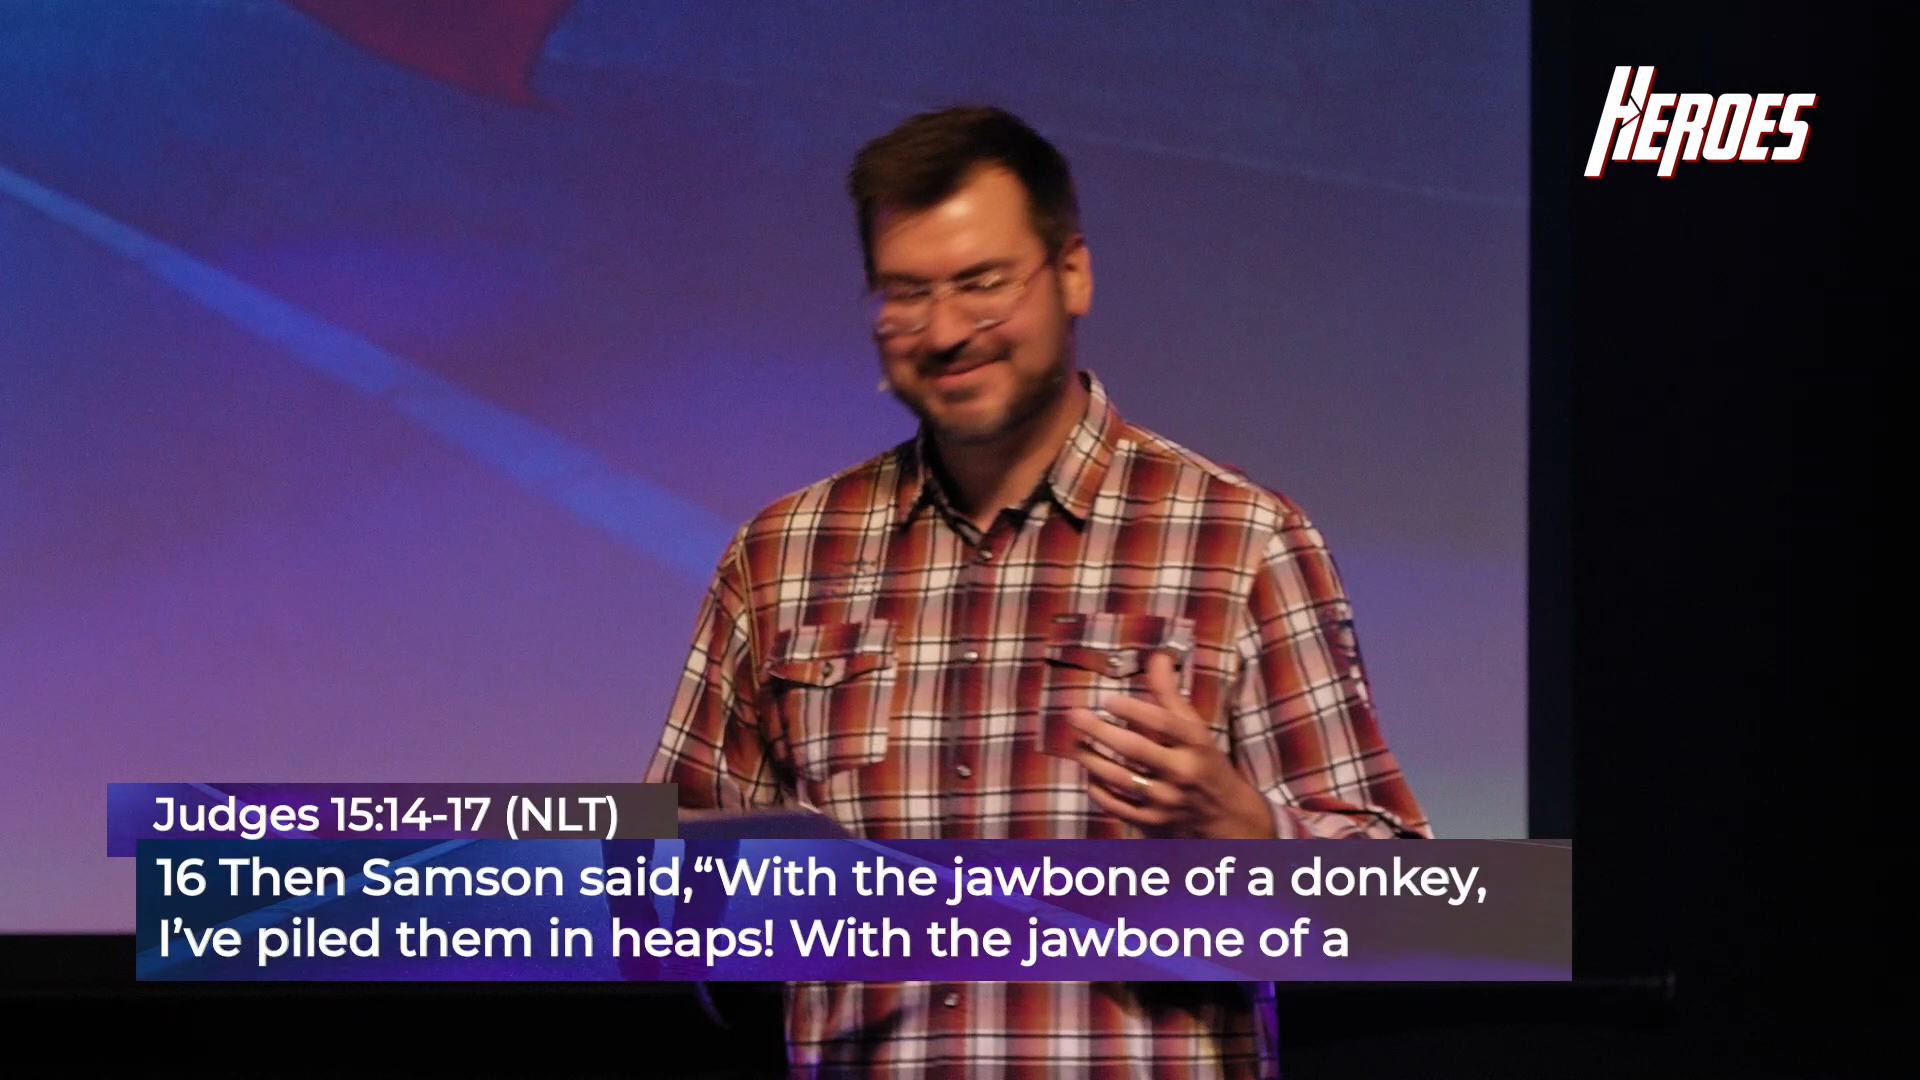 HEROES
Judges 15:14-17 (NLT)
16 Then Samson said,“With the jawbone of a donkey,
I’ve piled them in heaps! With the jawbone of a